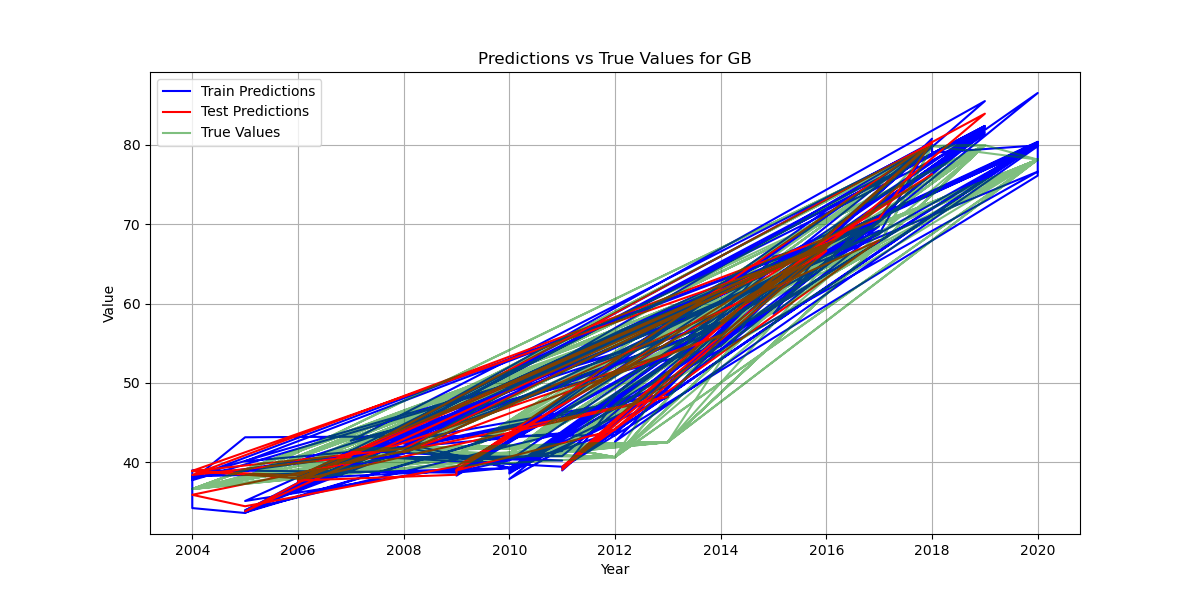 Predictions vs True Values for GB
Train Predictions
Test Predictions
True Values
80
70
60
50
40
Value
2004 2006 2008 2010 2012 2014 2016 2018 2020
Year